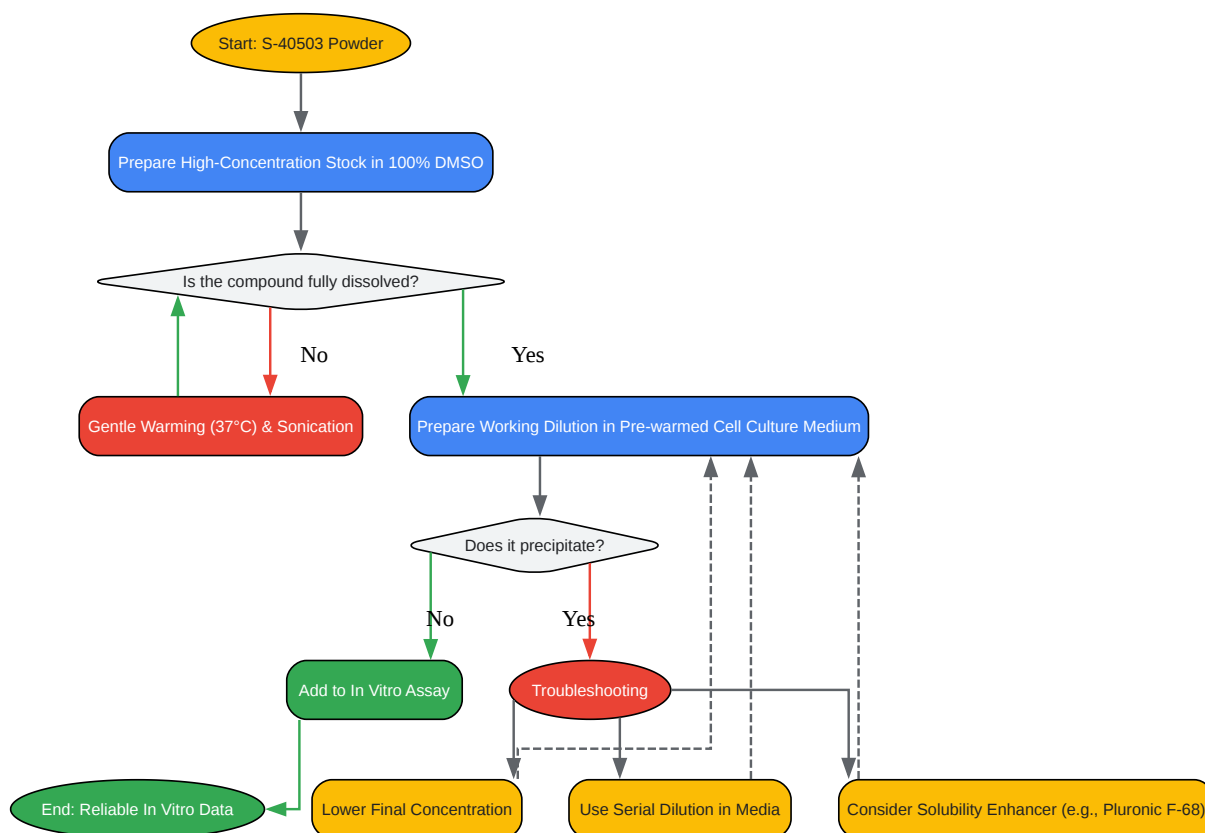 Start: S-40503 Powder
Prepare High-Concentration Stock in 100% DMSO
Is the compound fully dissolved?
No
Yes
Gentle Warming (37°C) & Sonication
Prepare Working Dilution in Pre-warmed Cell Culture Medium
Does it precipitate?
No
Yes
Add to In Vitro Assay
Troubleshooting
End: Reliable In Vitro Data
Lower Final Concentration
Use Serial Dilution in Media
Consider Solubility Enhancer (e.g., Pluronic F-68)